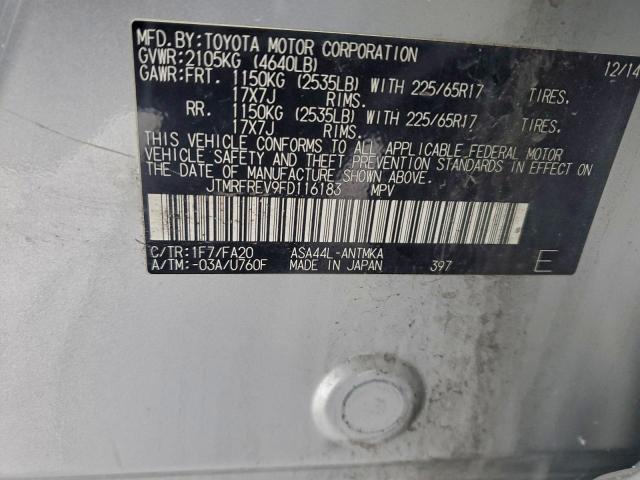 MFD.BY:TOYOTA MOTOR CORPORATION 12/14
GVWR:2105KG (4640LB)
GAWR:FRT. 1150KG (2535LB) WITH 225/65R17 TIRES.
17X7J RIMS.
RR. 1150KG (2535LB) WITH 225/65R17 TIRES.
17X7J RIMS.
THIS VEHICLE CONFORMS TO ALL APPLICABLE FEDERAL MOTOR
VEHICLE SAFETY AND THEFT PREVENTION STANDARDS IN EFFECT ON
THE DATE OF MANUFACTURE SHOWN ABOVE.
JTMRFREV9FD116183 MPV
C/TR:1F7/FA20 ASA44L-ANTMKA
A/TM:-03A/U760F MADE IN JAPAN 397 E